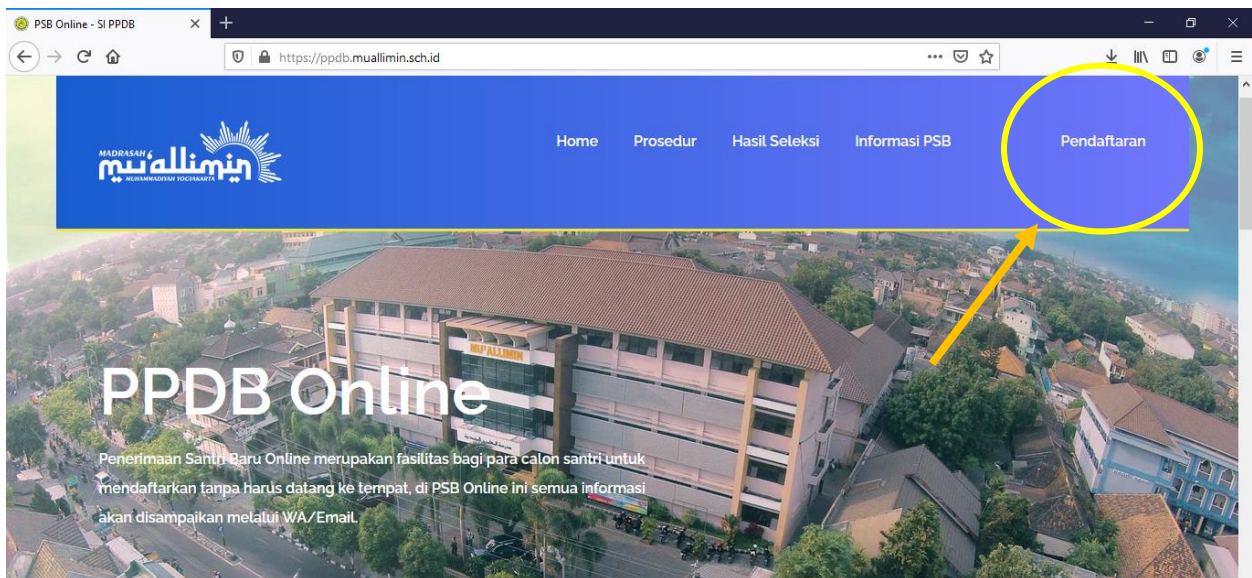 PSB Online - SI PPDB
https://ppdb.muallimin.sch.id
MADRASAH
mu'allimin
MUHAMMADIYAH YOGYAKARTA
Home Prosedur Hasil Seleksi Informasi PSB Pendaftaran
MU'ALLIMIN
PPDB Online
Penerimaan Santri Baru Online merupakan fasilitas bagi para calon santri untuk
mendaftarkan tanpa harus datang ke tempat, di PSB Online ini semua informasi
akan disampaikan melalui WA/Email.